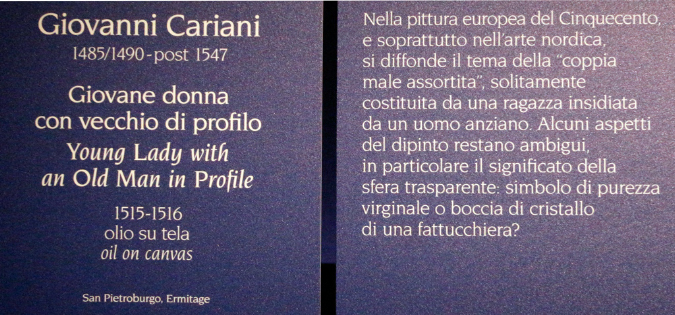 Giovanni Cariani
1485/1490-post 1547
Giovane donna
con vecchio di profilo
Young Lady with
an Old Man in Profile
1515-1516
olio su tela
oil on canvas
San Pietroburgo, Ermitage
Nella pittura europea del Cinquecento,
e soprattutto nell'arte nordica,
si diffonde il tema della "coppia
male assortita", solitamente
costituita da una ragazza insidiata
da un uomo anziano. Alcuni aspetti
del dipinto restano ambigui,
in particolare il significato della
sfera trasparente: simbolo di purezza
virginale o boccia di cristallo
di una fattucchiera?